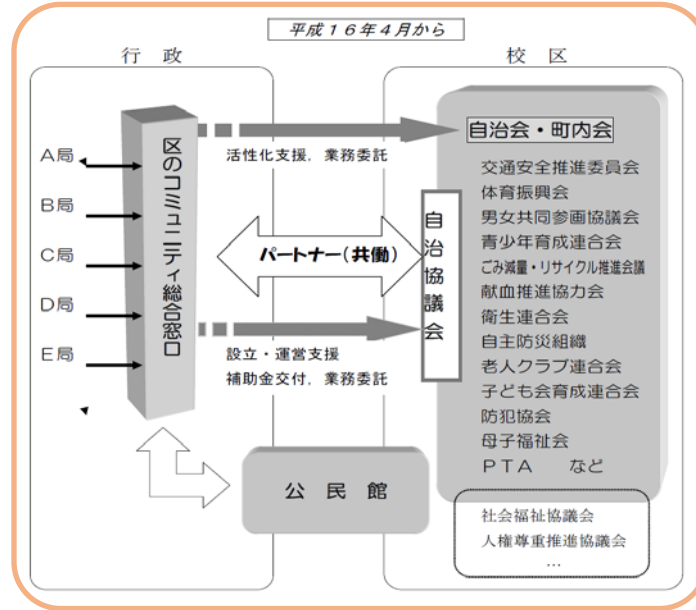 平成１６年４月から
行　政
校　区
区のコミュニティ総合窓口
A局
B局
C局
D局
E局
活性化支援，業務委託
パートナー（共働）
設立・運営支援
補助金交付，業務委託
公　民　館
自治協議会
自治会・町内会
交通安全推進委員会
体育振興会
男女共同参画協議会
青少年育成連合会
ごみ減量・リサイクル推進会議
献血推進協力会
衛生連合会
自主防災組織
老人クラブ連合会
子ども会育成連合会
防犯協会
母子福祉会
ＰＴＡ　など
社会福祉協議会
人権尊重推進協議会
…